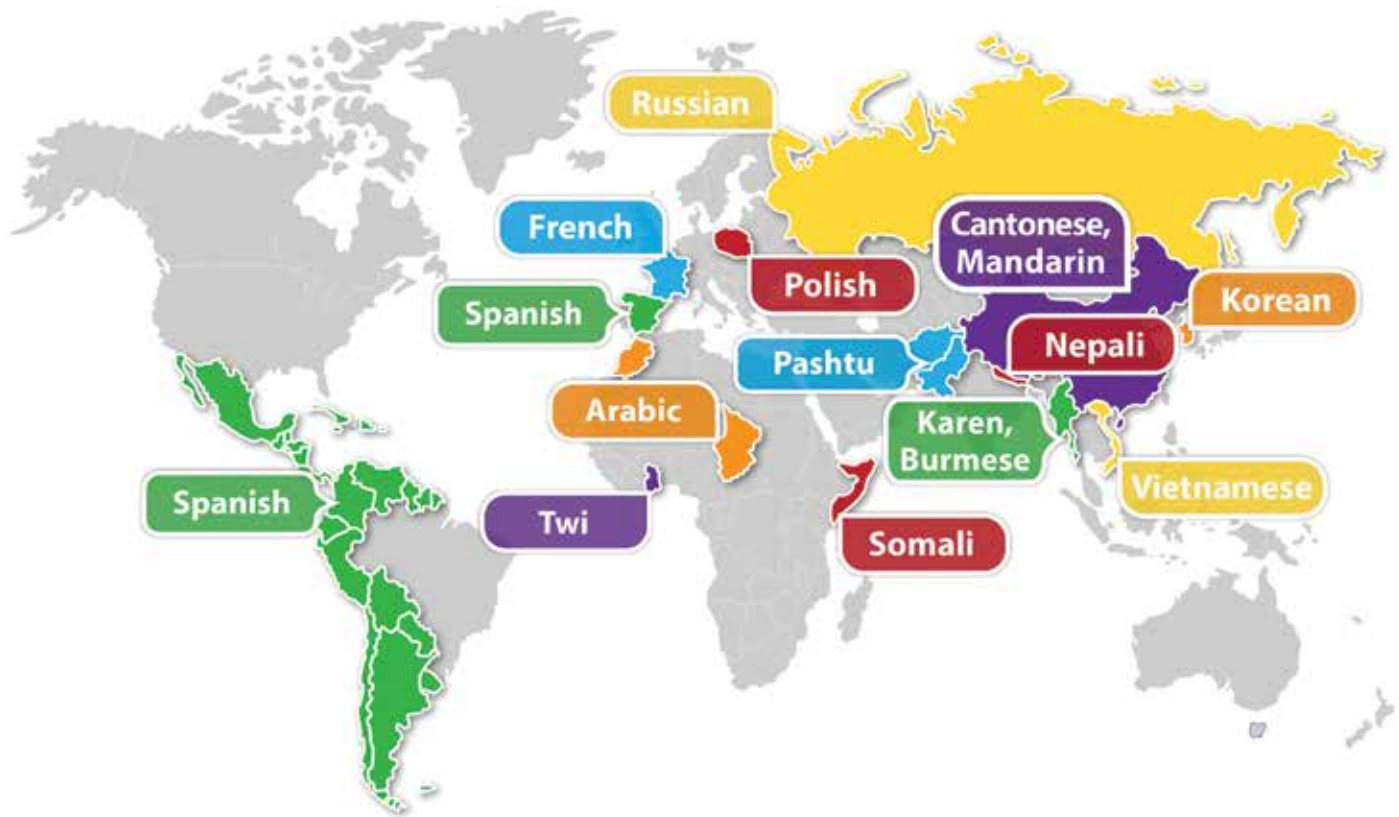 Russian
French
Cantonese,
Mandarin
Polish
Spanish
Korean
Nepali
Pashtu
Arabic
Karen,
Burmese
Spanish
Vietnamese
Twi
Somali